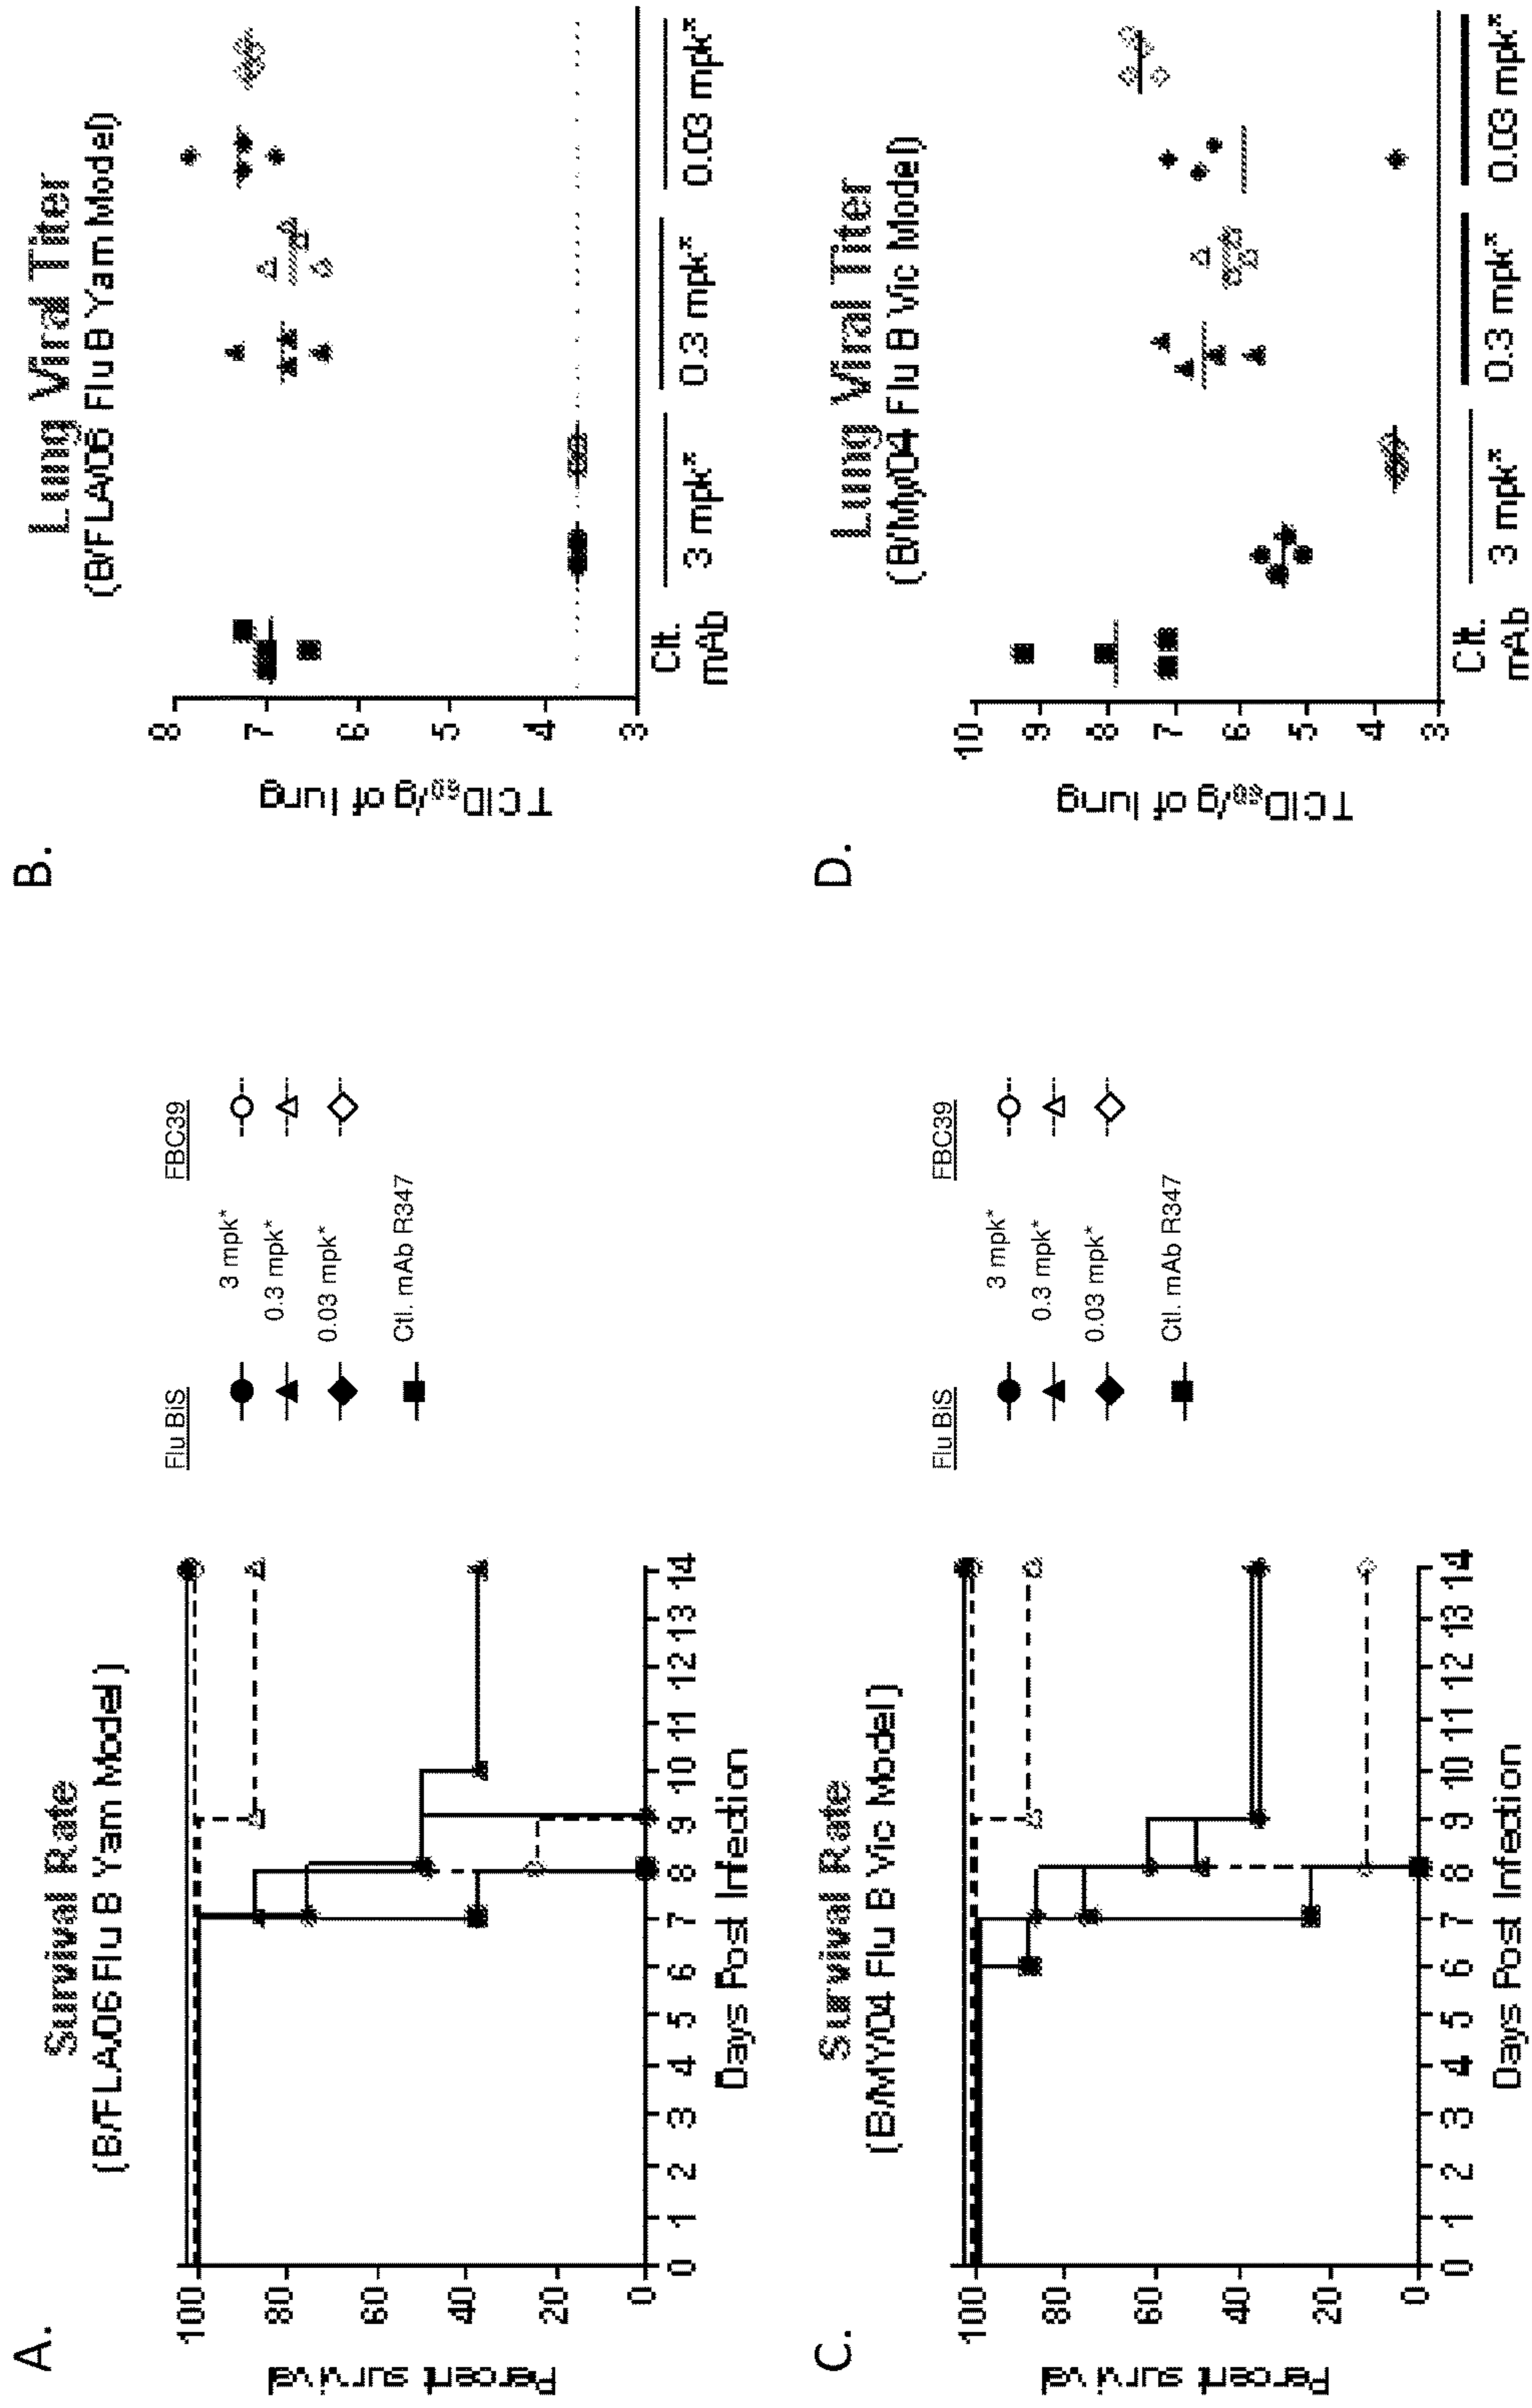 A.
Survival Rate
(B/FLA/06 Flu B Yam Model)
Percent survival
100
80
60
40
20
0
0 1 2 3 4 5 6 7 8 9 10 11 12 13 14
Days Post Infection
Flu BiS
FBC39
3 mpk*
0.3 mpk*
0.03 mpk*
Ctl. mAb R347
B.
Lung Viral Titer
(B/FLA/06 Flu B Yam Model)
TCID50/g of lung
8
7
6
5
4
3
Clt. mAb
3 mpk*
0.3 mpk*
0.03 mpk*
C.
Survival Rate
(B/MY/04 Flu B Vic Model)
Percent survival
100
80
60
40
20
0
0 1 2 3 4 5 6 7 8 9 10 11 12 13 14
Days Post Infection
Flu BiS
FBC39
3 mpk*
0.3 mpk*
0.03 mpk*
Ctl. mAb R347
D.
Lung Viral Titer
(B/My/04 Flu B Vic Model)
TCID50/g of lung
10
9
8
7
6
5
4
3
Clt. mAb
3 mpk*
0.3 mpk*
0.03 mpk*